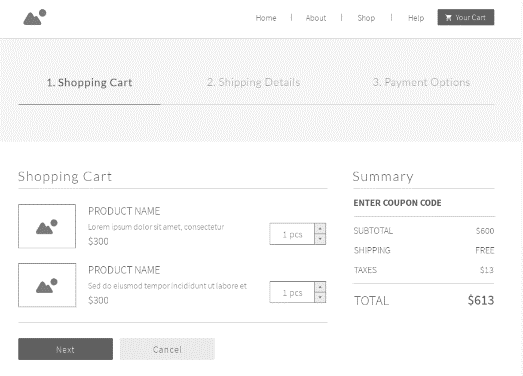 Home | About | Shop | Help Your Cart
1. Shopping Cart 2. Shipping Details 3. Payment Options
Shopping Cart
PRODUCT NAME
Lorem ipsum dolor sit amet, consectetur
$300
1 pcs
PRODUCT NAME
Sed do eiusmod tempor incididunt ut labore et
$300
1 pcs
Next Cancel
Summary
ENTER COUPON CODE
SUBTOTAL $600
SHIPPING FREE
TAXES $13
TOTAL $613